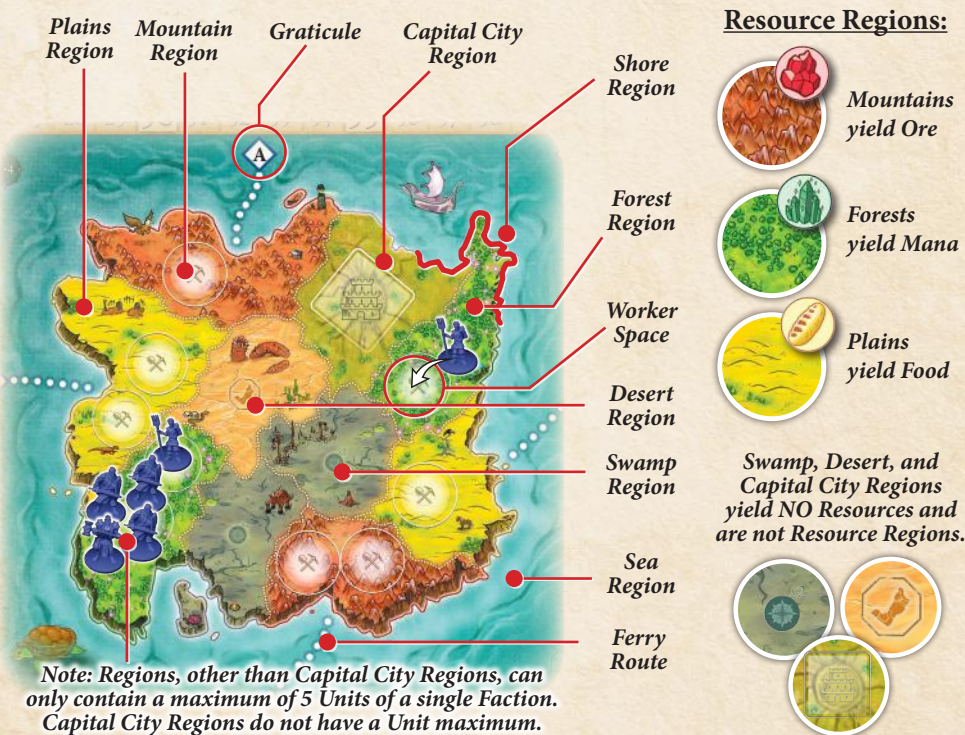 Plains
Region
Mountain
Region
Graticule
Capital City
Region
Shore
Region
Forest
Region
Worker
Space
Desert
Region
Swamp
Region
Sea
Region
Ferry
Route
A
Note: Regions, other than Capital City Regions, can
only contain a maximum of 5 Units of a single Faction.
Capital City Regions do not have a Unit maximum.
Resource Regions:
Mountains
yield Ore
Forests
yield Mana
Plains
yield Food
Swamp, Desert, and
Capital City Regions
yield NO Resources and
are not Resource Regions.